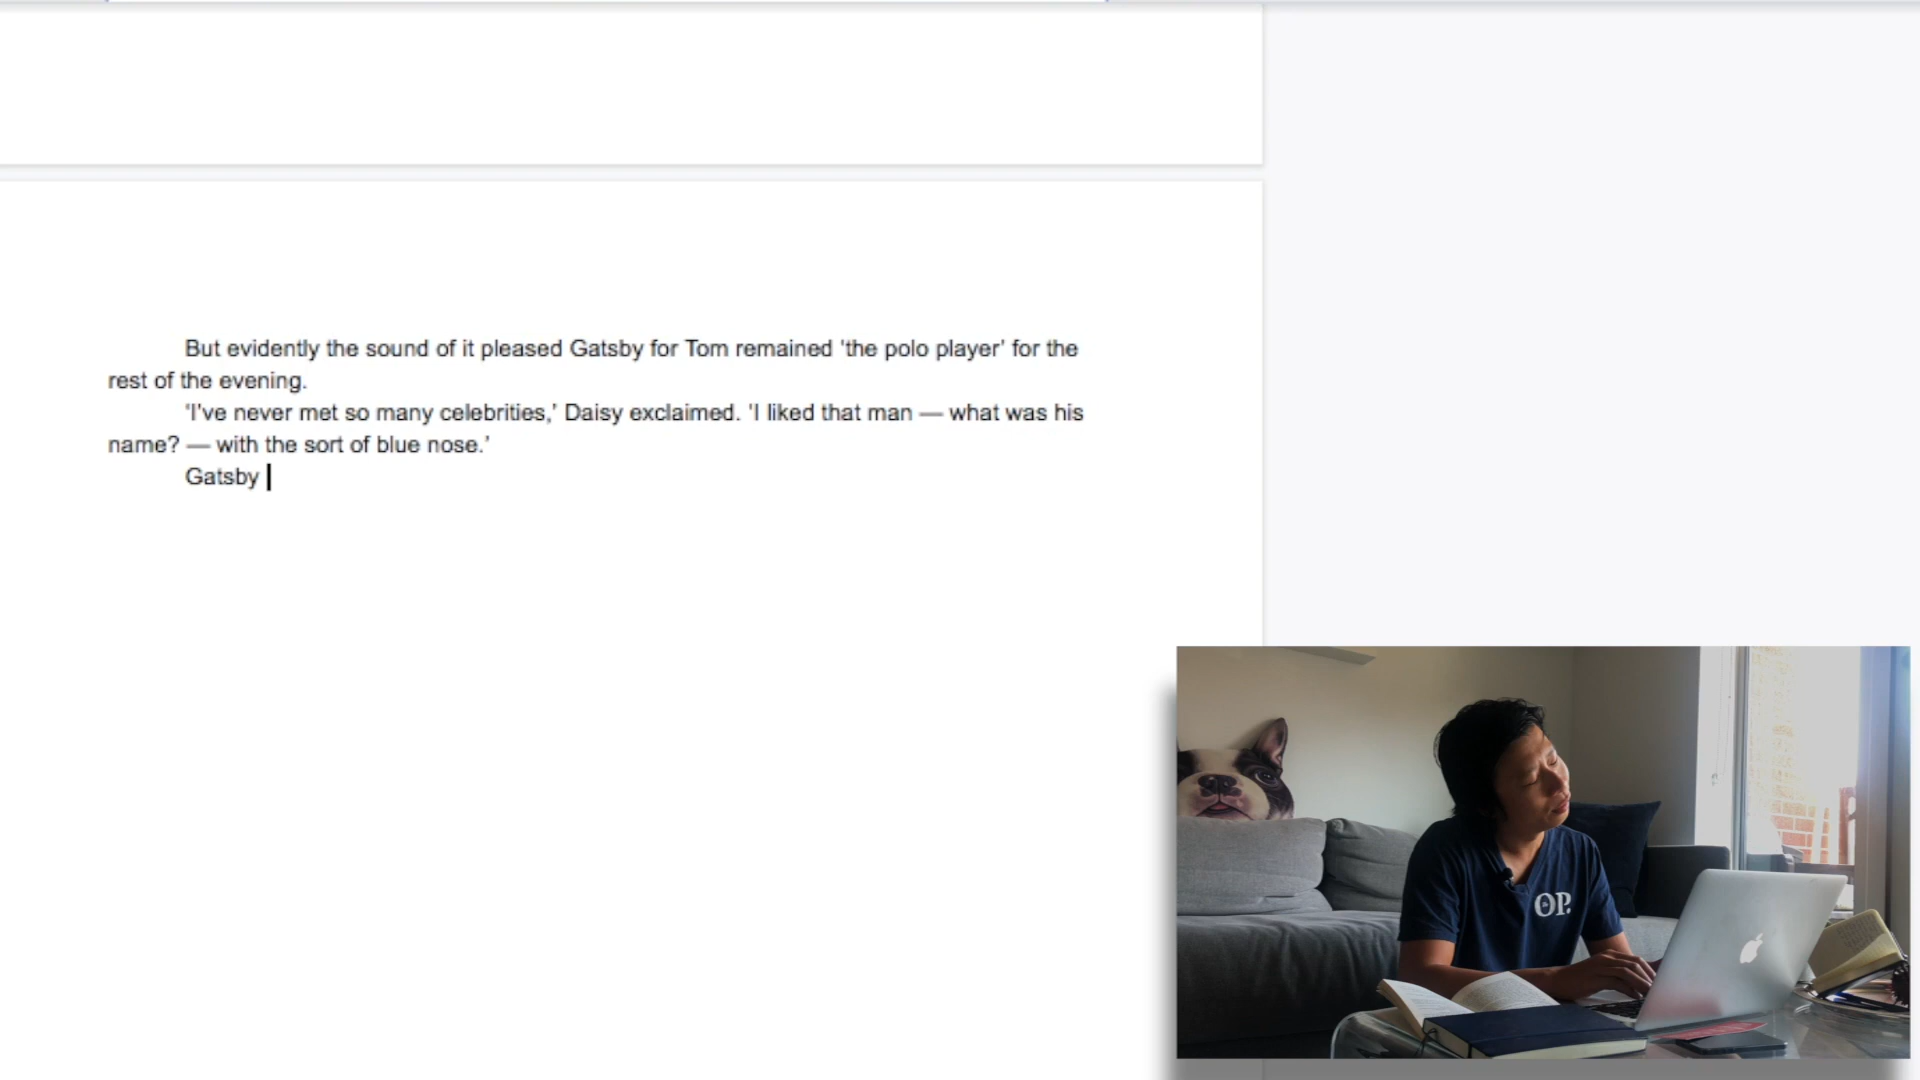 But evidently the sound of it pleased Gatsby for Tom remained 'the polo player' for the
rest of the evening.
'I've never met so many celebrities,' Daisy exclaimed. 'I liked that man — what was his
name? — with the sort of blue nose.'
Gatsby
OP.